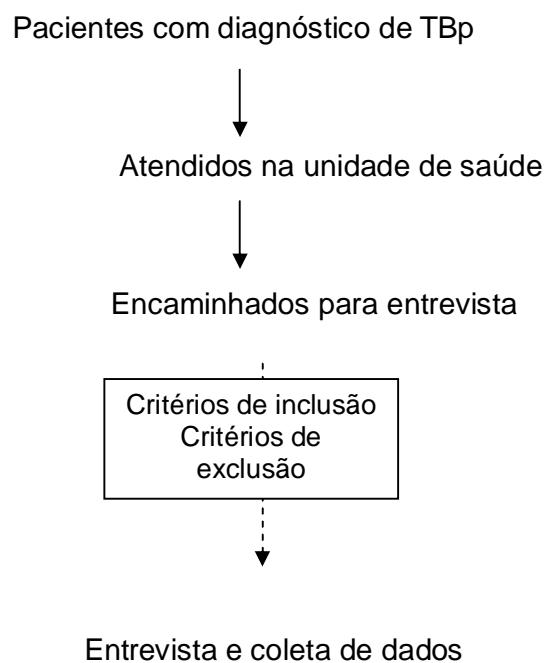 Pacientes com diagnóstico de TBp
Atendidos na unidade de saúde
Encaminhados para entrevista
Critérios de inclusão
Critérios de
exclusão
Entrevista e coleta de dados